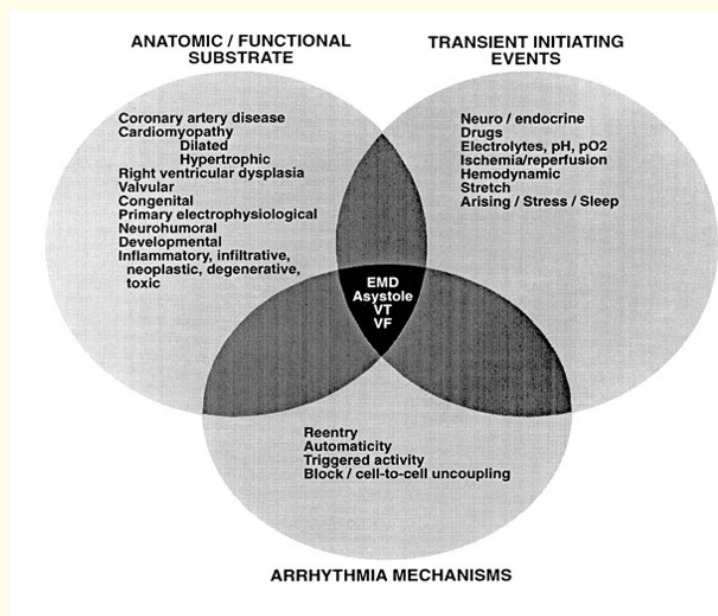 ANATOMIC / FUNCTIONAL
SUBSTRATE
TRANSIENT INITIATING
EVENTS
Coronary artery disease
Cardiomyopathy
Dilated
Hypertrophic
Right ventricular dysplasia
Valvular
Congenital
Primary electrophysiological
Neurohumoral
Developmental
Inflammatory, infiltrative,
neoplastic, degenerative,
toxic
Neuro / endocrine
Drugs
Electrolytes, pH, pO2
Ischemia/reperfusion
Hemodynamic
Stretch
Arising / Stress / Sleep
EMD
Asystole
VT
VF
Reentry
Automaticity
Triggered activity
Block / cell-to-cell uncoupling
ARRHYTHMIA MECHANISMS